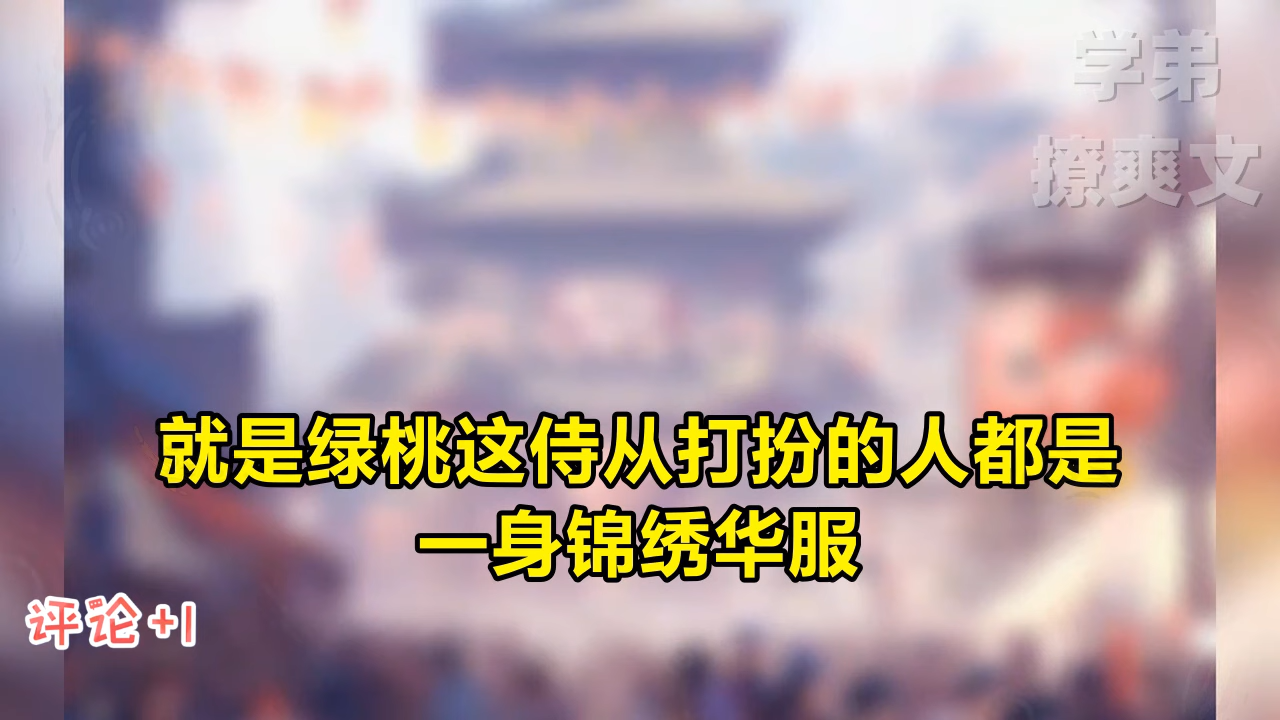 学弟
撩爽文
就是绿桃这侍从打扮的人都是
一身锦绣华服
评论+1